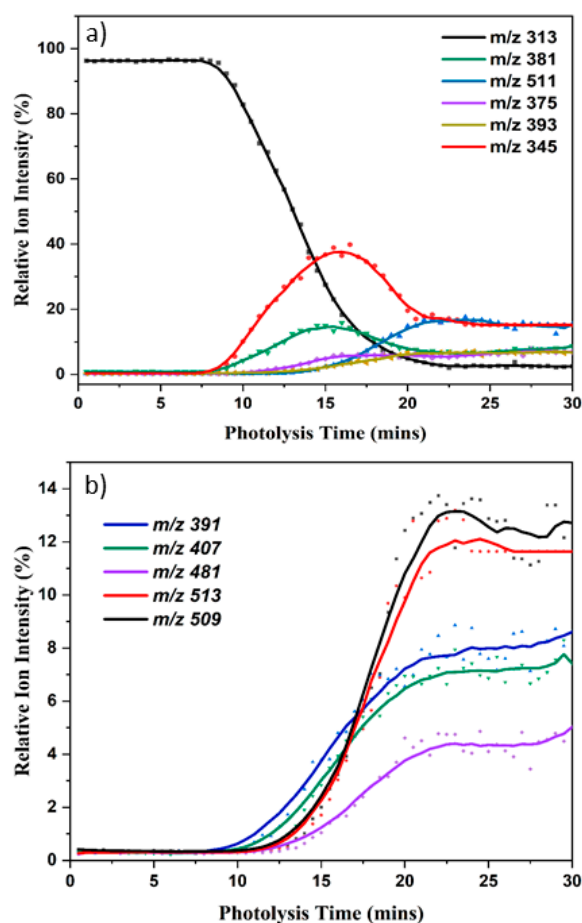 a)
m/z 313
m/z 381
m/z 511
m/z 375
m/z 393
m/z 345
Relative Ion Intensity (%)
100
80
60
40
20
0
0 5 10 15 20 25 30
Photolysis Time (mins)
b)
m/z 391
m/z 407
m/z 481
m/z 513
m/z 509
Relative Ion Intensity (%)
14
12
10
8
6
4
2
0
0 5 10 15 20 25 30
Photolysis Time (mins)